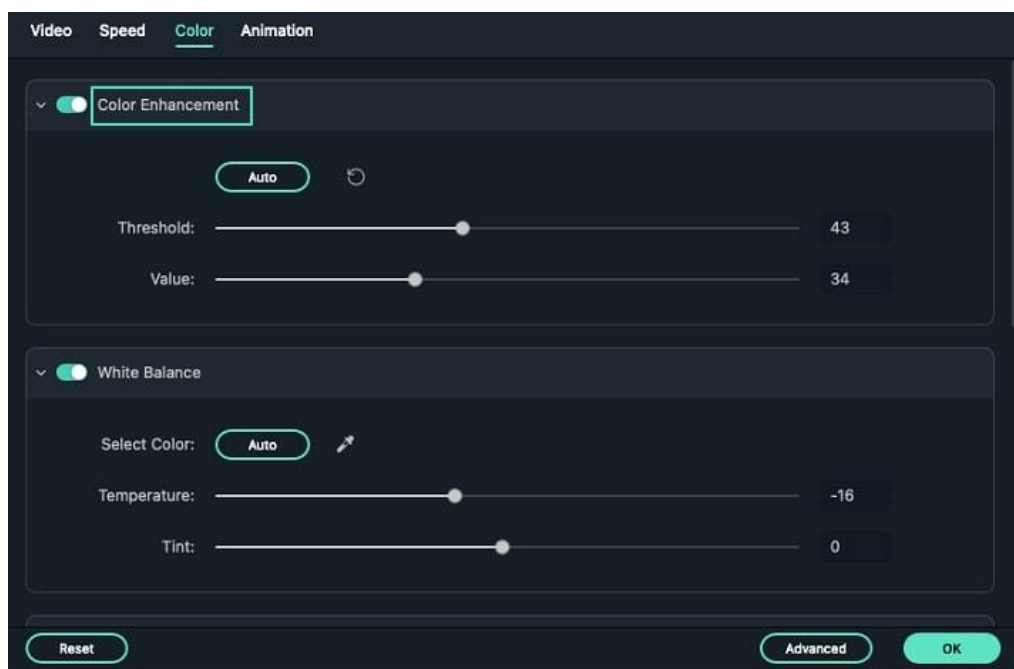 Video Speed Color Animation
Color Enhancement
Auto
Threshold: 43
Value: 34
White Balance
Select Color: Auto
Temperature: -16
Tint: 0
Reset Advanced OK